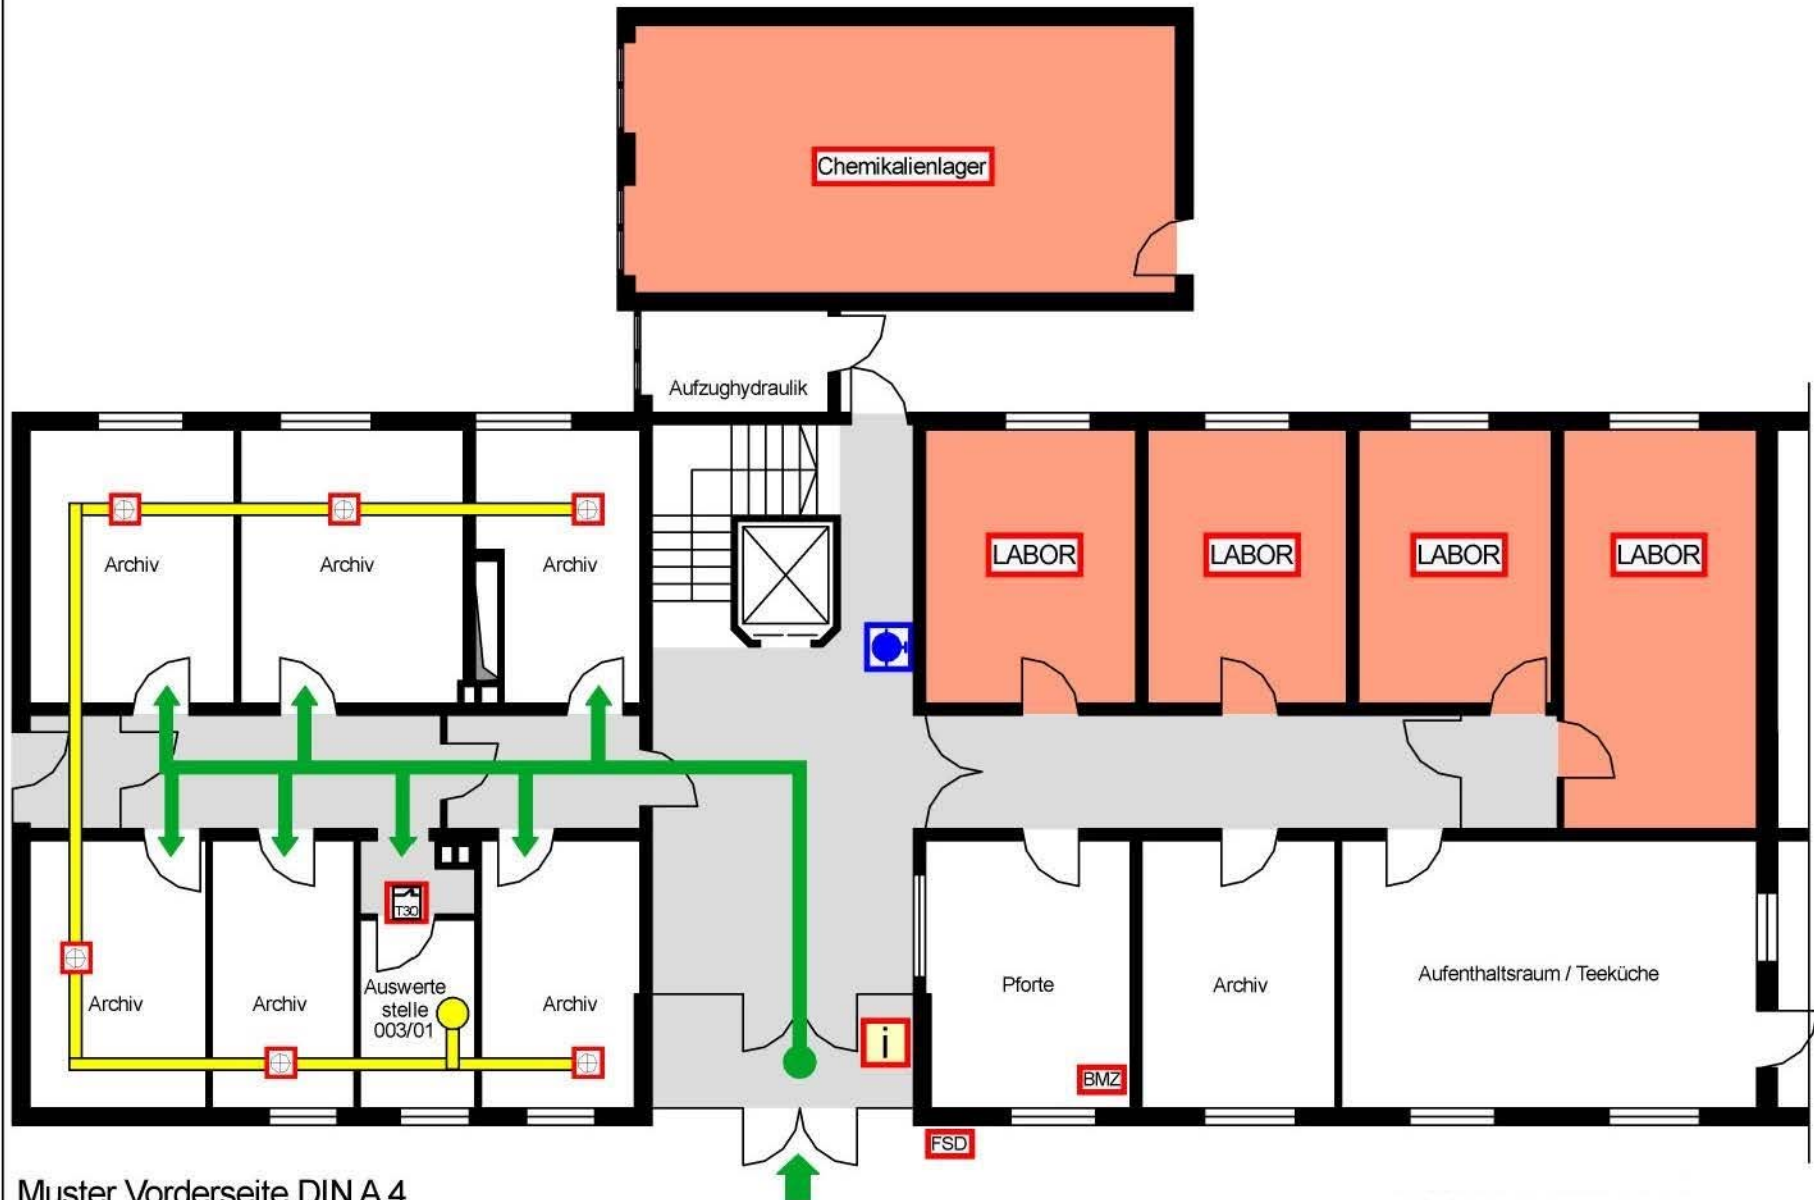 Chemikalienlager
Aufzughydraulik
Archiv
Archiv
Archiv
LABOR
LABOR
LABOR
LABOR
T30
Archiv
Archiv
Auswerte
stelle
003/01
Archiv
i
Pforte
BMZ
Archiv
Aufenthaltsraum / Teeküche
FSD
Muster Vorderseite DIN A 4